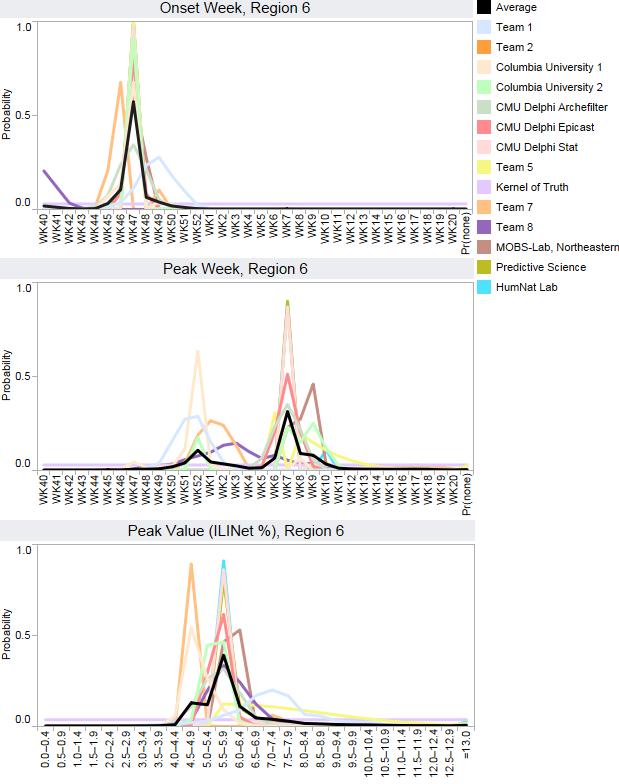 Onset Week, Region 6
Probability
1.0
0.5
0.0
WK40
WK41
WK42
WK43
WK44
WK45
WK46
WK47
WK48
WK49
WK50
WK51
WK52
WK1
WK2
WK3
WK4
WK5
WK6
WK7
WK8
WK9
WK10
WK11
WK12
WK13
WK14
WK15
WK16
WK17
WK18
WK19
WK20
Pr(none)
Peak Week, Region 6
Probability
1.0
0.5
0.0
WK40
WK41
WK42
WK43
WK44
WK45
WK46
WK47
WK48
WK49
WK50
WK51
WK52
WK1
WK2
WK3
WK4
WK5
WK6
WK7
WK8
WK9
WK10
WK11
WK12
WK13
WK14
WK15
WK16
WK17
WK18
WK19
WK20
Pr(none)
Peak Value (ILINet %), Region 6
Probability
1.0
0.5
0.0
0.0–0.4
0.5–0.9
1.0–1.4
1.5–1.9
2.0–2.4
2.5–2.9
3.0–3.4
3.5–3.9
4.0–4.4
4.5–4.9
5.0–5.4
5.5–5.9
6.0–6.4
6.5–6.9
7.0–7.4
7.5–7.9
8.0–8.4
8.5–8.9
9.0–9.4
9.5–9.9
10.0–10.4
10.5–10.9
11.0–11.4
11.5–11.9
12.0–12.4
12.5–12.9
=13.0
Average
Team 1
Team 2
Columbia University 1
Columbia University 2
CMU Delphi Archefilter
CMU Delphi Epicast
CMU Delphi Stat
Team 5
Kernel of Truth
Team 7
Team 8
MOBS-Lab, Northeastern
Predictive Science
HumNat Lab